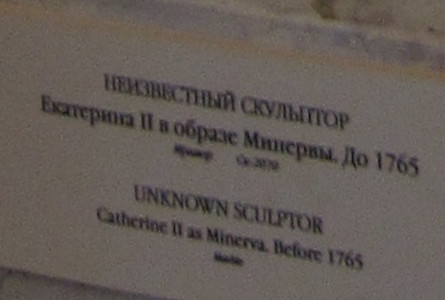 НЕИЗВЕСТНЫЙ СКУЛЬПТОР
Екатерина II в образе Минервы. До 1765
UNKNOWN SCULPTOR
Catherine II as Minerva. Before 1765